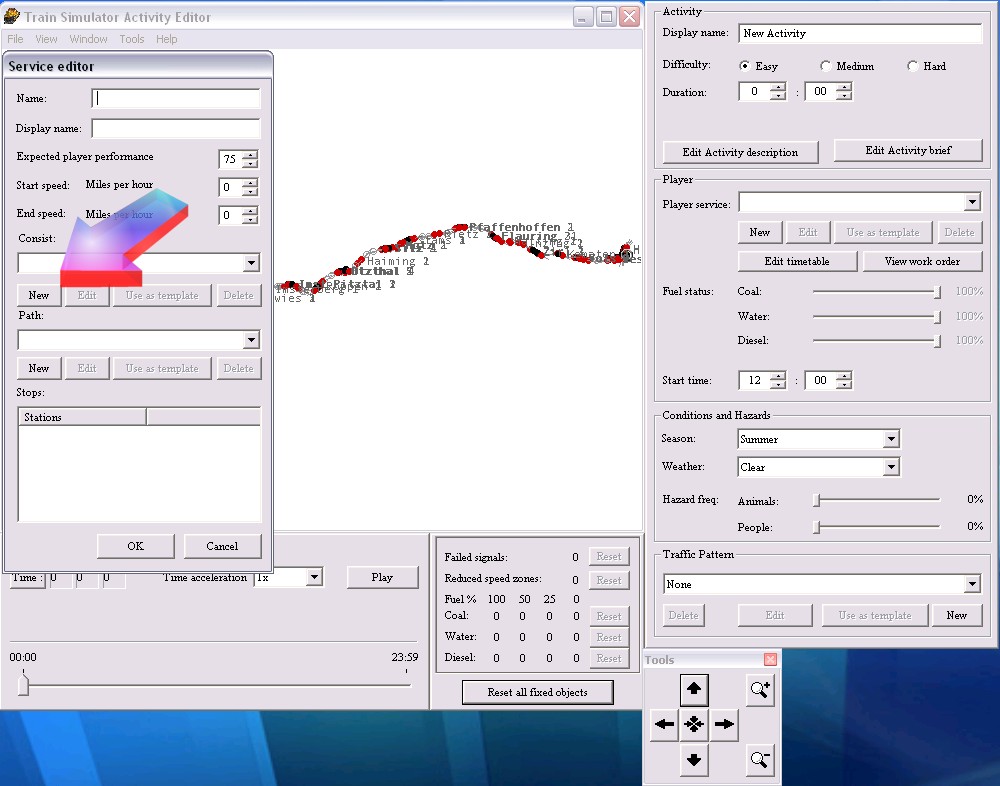 Train Simulator Activity Editor
File View Window Tools Help
Service editor
Name:
Display name:
Expected player performance 75
Start speed: Miles per hour 0
End speed: Miles per hour 0
Consist:
New Edit Use as template Delete
Path:
New Edit Use as template Delete
Stops:
Stations
OK Cancel
Pfaffenhoffen 1
Flauring 21
Haiming 2
Otzthal
Imst Pitztal 1
wies 1
Time : 0 0 0 Time acceleration 1x Play
00:00 23:59
Failed signals: 0 Reset
Reduced speed zones: 0 Reset
Fuel % 100 50 25 0
Coal: 0 0 0 0 Reset
Water: 0 0 0 0 Reset
Diesel: 0 0 0 0 Reset
Reset all fixed objects
Activity
Display name: New Activity
Difficulty: Easy Medium Hard
Duration: 0 : 00
Edit Activity description Edit Activity brief
Player
Player service:
New Edit Use as template Delete
Edit timetable View work order
Fuel status: Coal: 100%
Water: 100%
Diesel: 100%
Start time: 12 : 00
Conditions and Hazards
Season: Summer
Weather: Clear
Hazard freq: Animals: 0%
People: 0%
Traffic Pattern
None
Delete Edit Use as template New
Tools